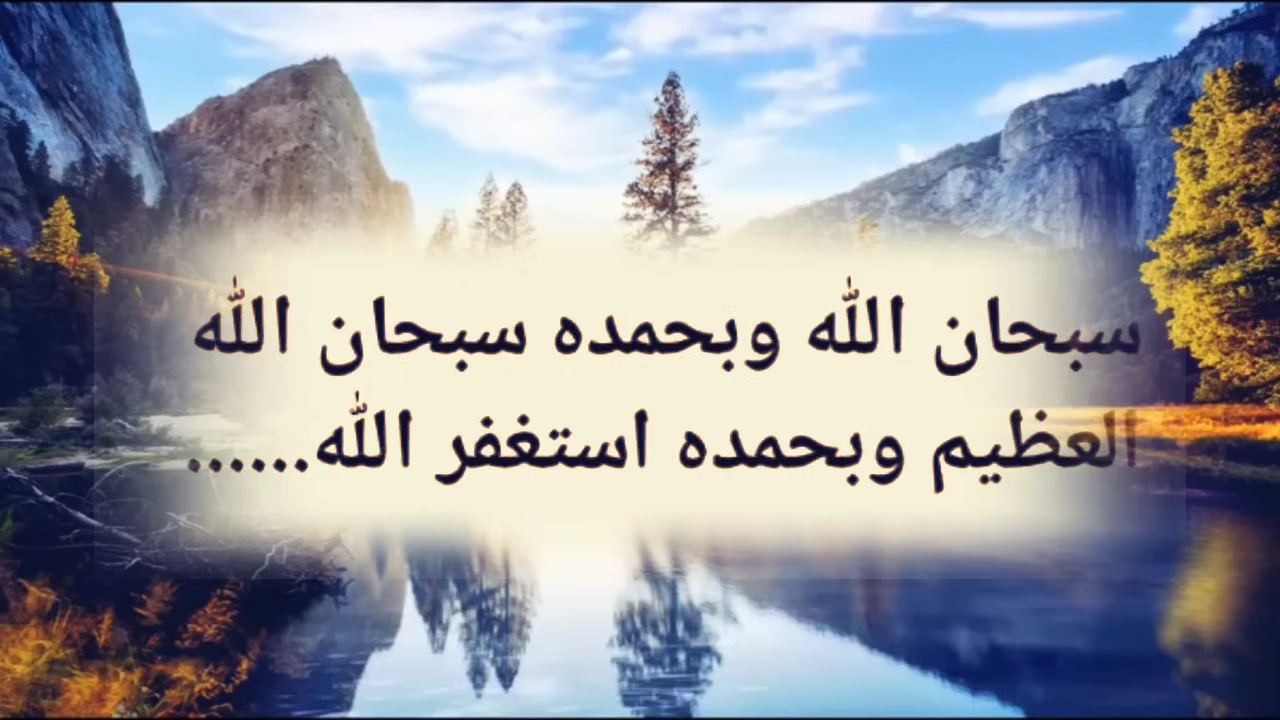 سبحان الله وبحمده سبحان الله
العظيم وبحمده استغفر الله......